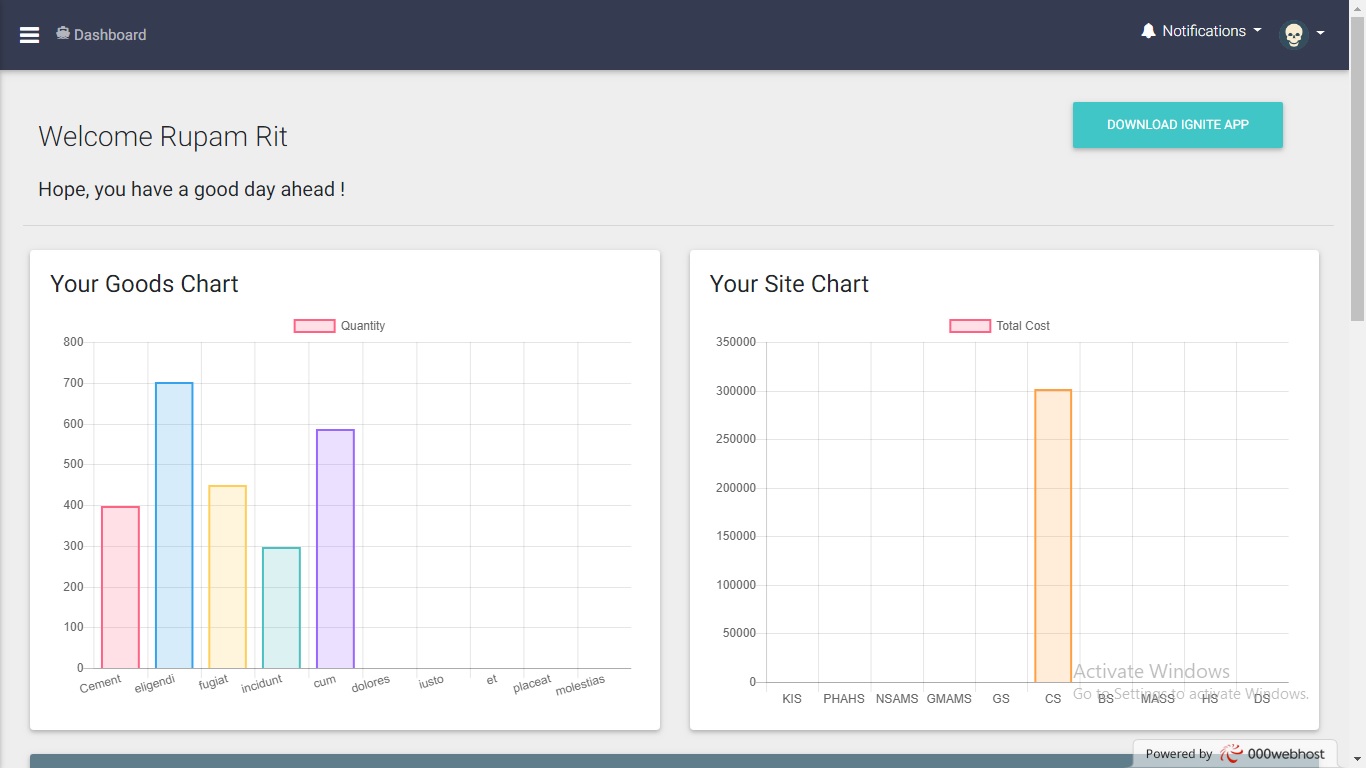 Dashboard
Notifications
Welcome Rupam Rit
DOWNLOAD IGNITE APP
Hope, you have a good day ahead !
Your Goods Chart
Quantity
800
700
600
500
400
300
200
100
0
Cement eligendi fugiat incidunt cum dolores iusto et placeat molestias
Your Site Chart
Total Cost
350000
300000
250000
200000
150000
100000
50000
0
KIS PHAHS NSAMS GMAMS GS CS BS MASS HS DS
Activate Windows
Go to Settings to activate Windows.
Powered by 000webhost